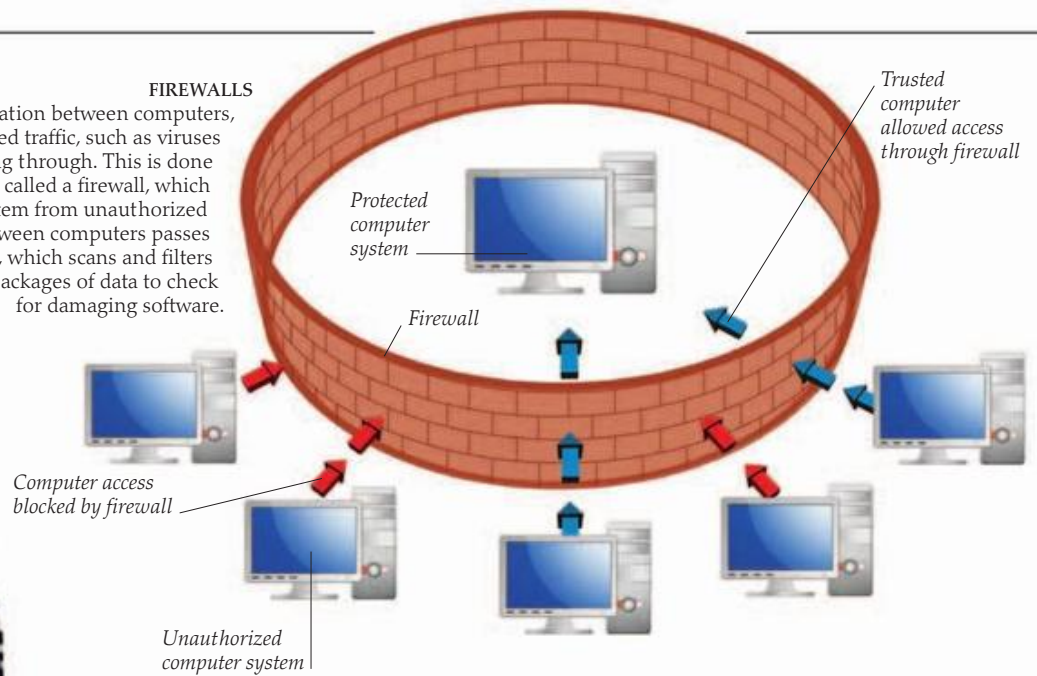 FIREWALLS
ation between computers,
ed traffic, such as viruses
g through. This is done
called a firewall, which
tem from unauthorized
ween computers passes
, which scans and filters
ackages of data to check
for damaging software.
Trusted
computer
allowed access
through firewall
Protected
computer
system
Firewall
Computer access
blocked by firewall
Unauthorized
computer system